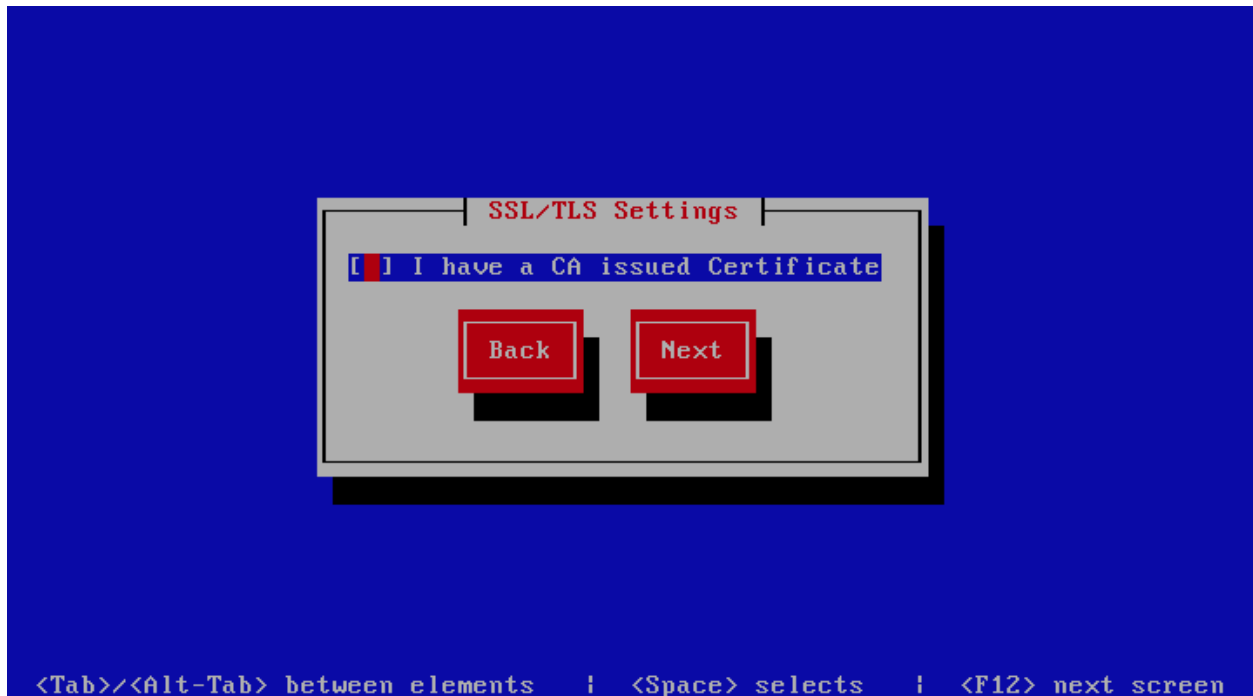 SSL/TLS Settings
[ ] I have a CA issued Certificate
Back Next
<Tab>/<Alt-Tab> between elements | <Space> selects | <F12> next screen